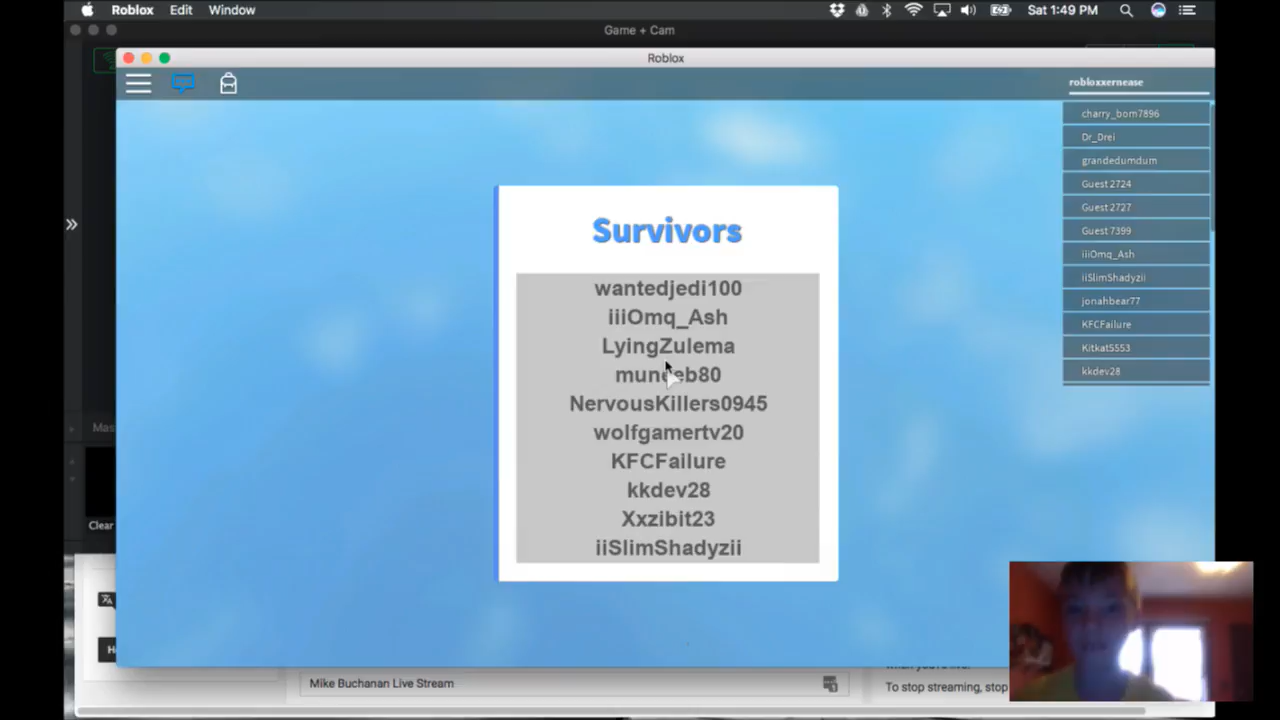 Roblox Edit Window
Sat 1:49 PM
Game + Cam
Roblox
robloxxernease
charry_bom7896
Dr_Drei
grandedumdum
Guest 2724
Guest 2727
Guest 7399
iiiOmq_Ash
iiSlimShadyzii
jonahbear77
KFCFailure
Kitkat5553
kkdev28
Survivors
wantedjedi100
iiiOmq_Ash
LyingZulema
muneeb80
NervousKillers0945
wolfgamertv20
KFCFailure
kkdev28
Xxzibit23
iiSlimShadyzii
Clear
Mike Buchanan Live Stream
To stop streaming, stop